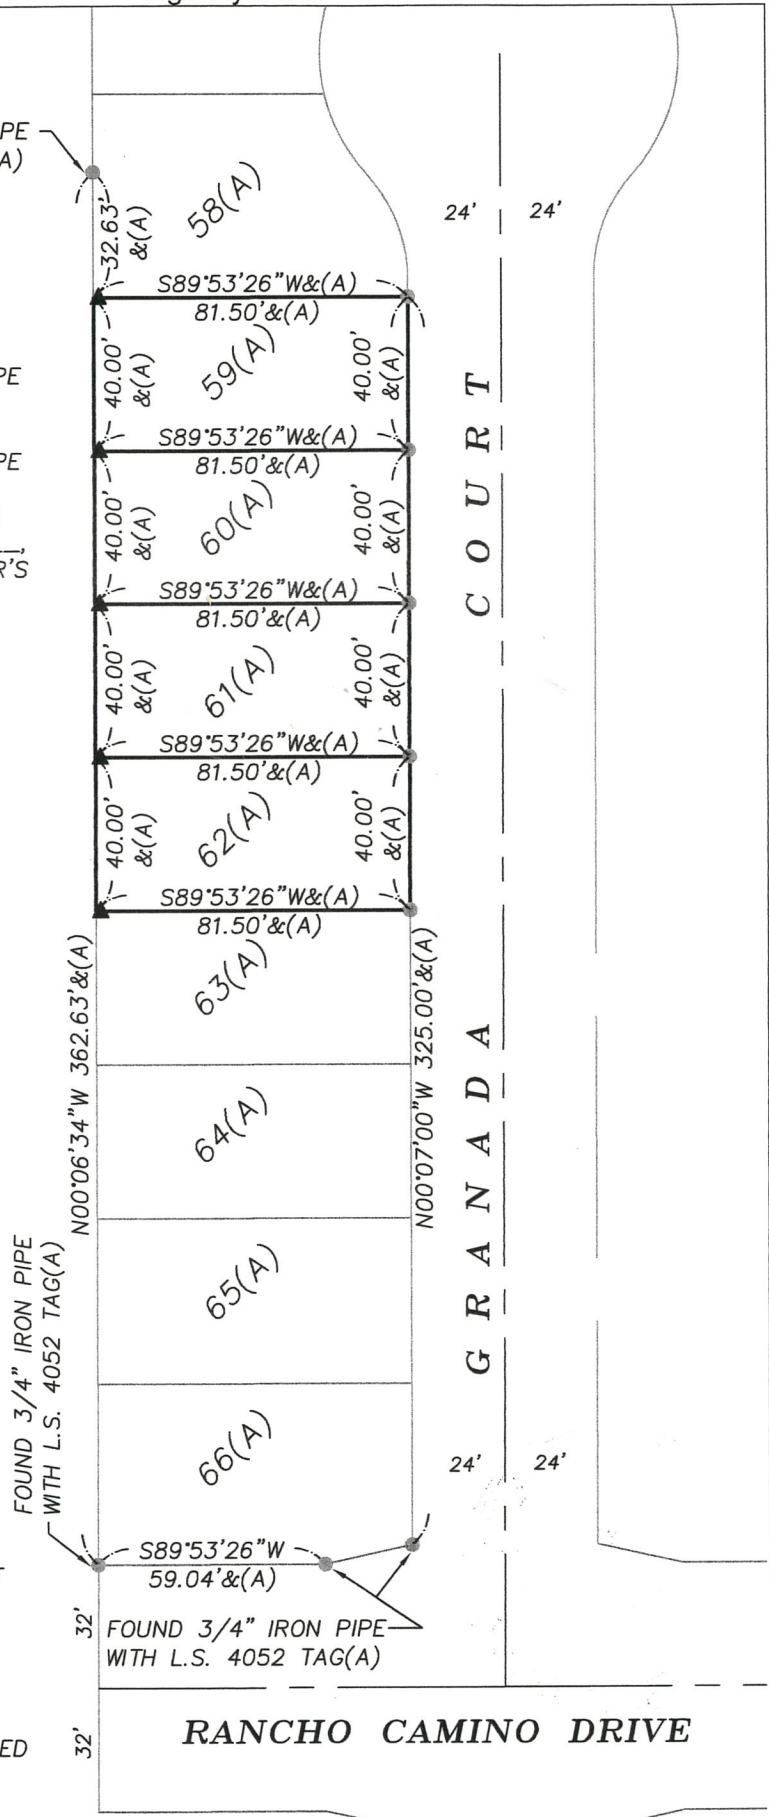 PE
A)
58(A)
32.63'
&(A)
24' 24'
S89°53'26"W&(A)
81.50'&(A)
59(A)
40.00'
&(A)
40.00'
&(A)
PE
S89°53'26"W&(A)
81.50'&(A)
PE
60(A)
40.00'
&(A)
40.00'
&(A)
R'S
S89°53'26"W&(A)
81.50'&(A)
61(A)
40.00'
&(A)
40.00'
&(A)
S89°53'26"W&(A)
81.50'&(A)
62(A)
40.00'
&(A)
40.00'
&(A)
S89°53'26"W&(A)
81.50'&(A)
63(A)
N00°06'34"W 362.63'&(A)
N00°07'00"W 325.00'&(A)
GRANADA COURT
64(A)
65(A)
66(A)
24' 24'
FOUND 3/4" IRON PIPE
WITH L.S. 4052 TAG(A)
S89°53'26"W
59.04'&(A)
32'
FOUND 3/4" IRON PIPE
WITH L.S. 4052 TAG(A)
RANCHO CAMINO DRIVE
32'
ED